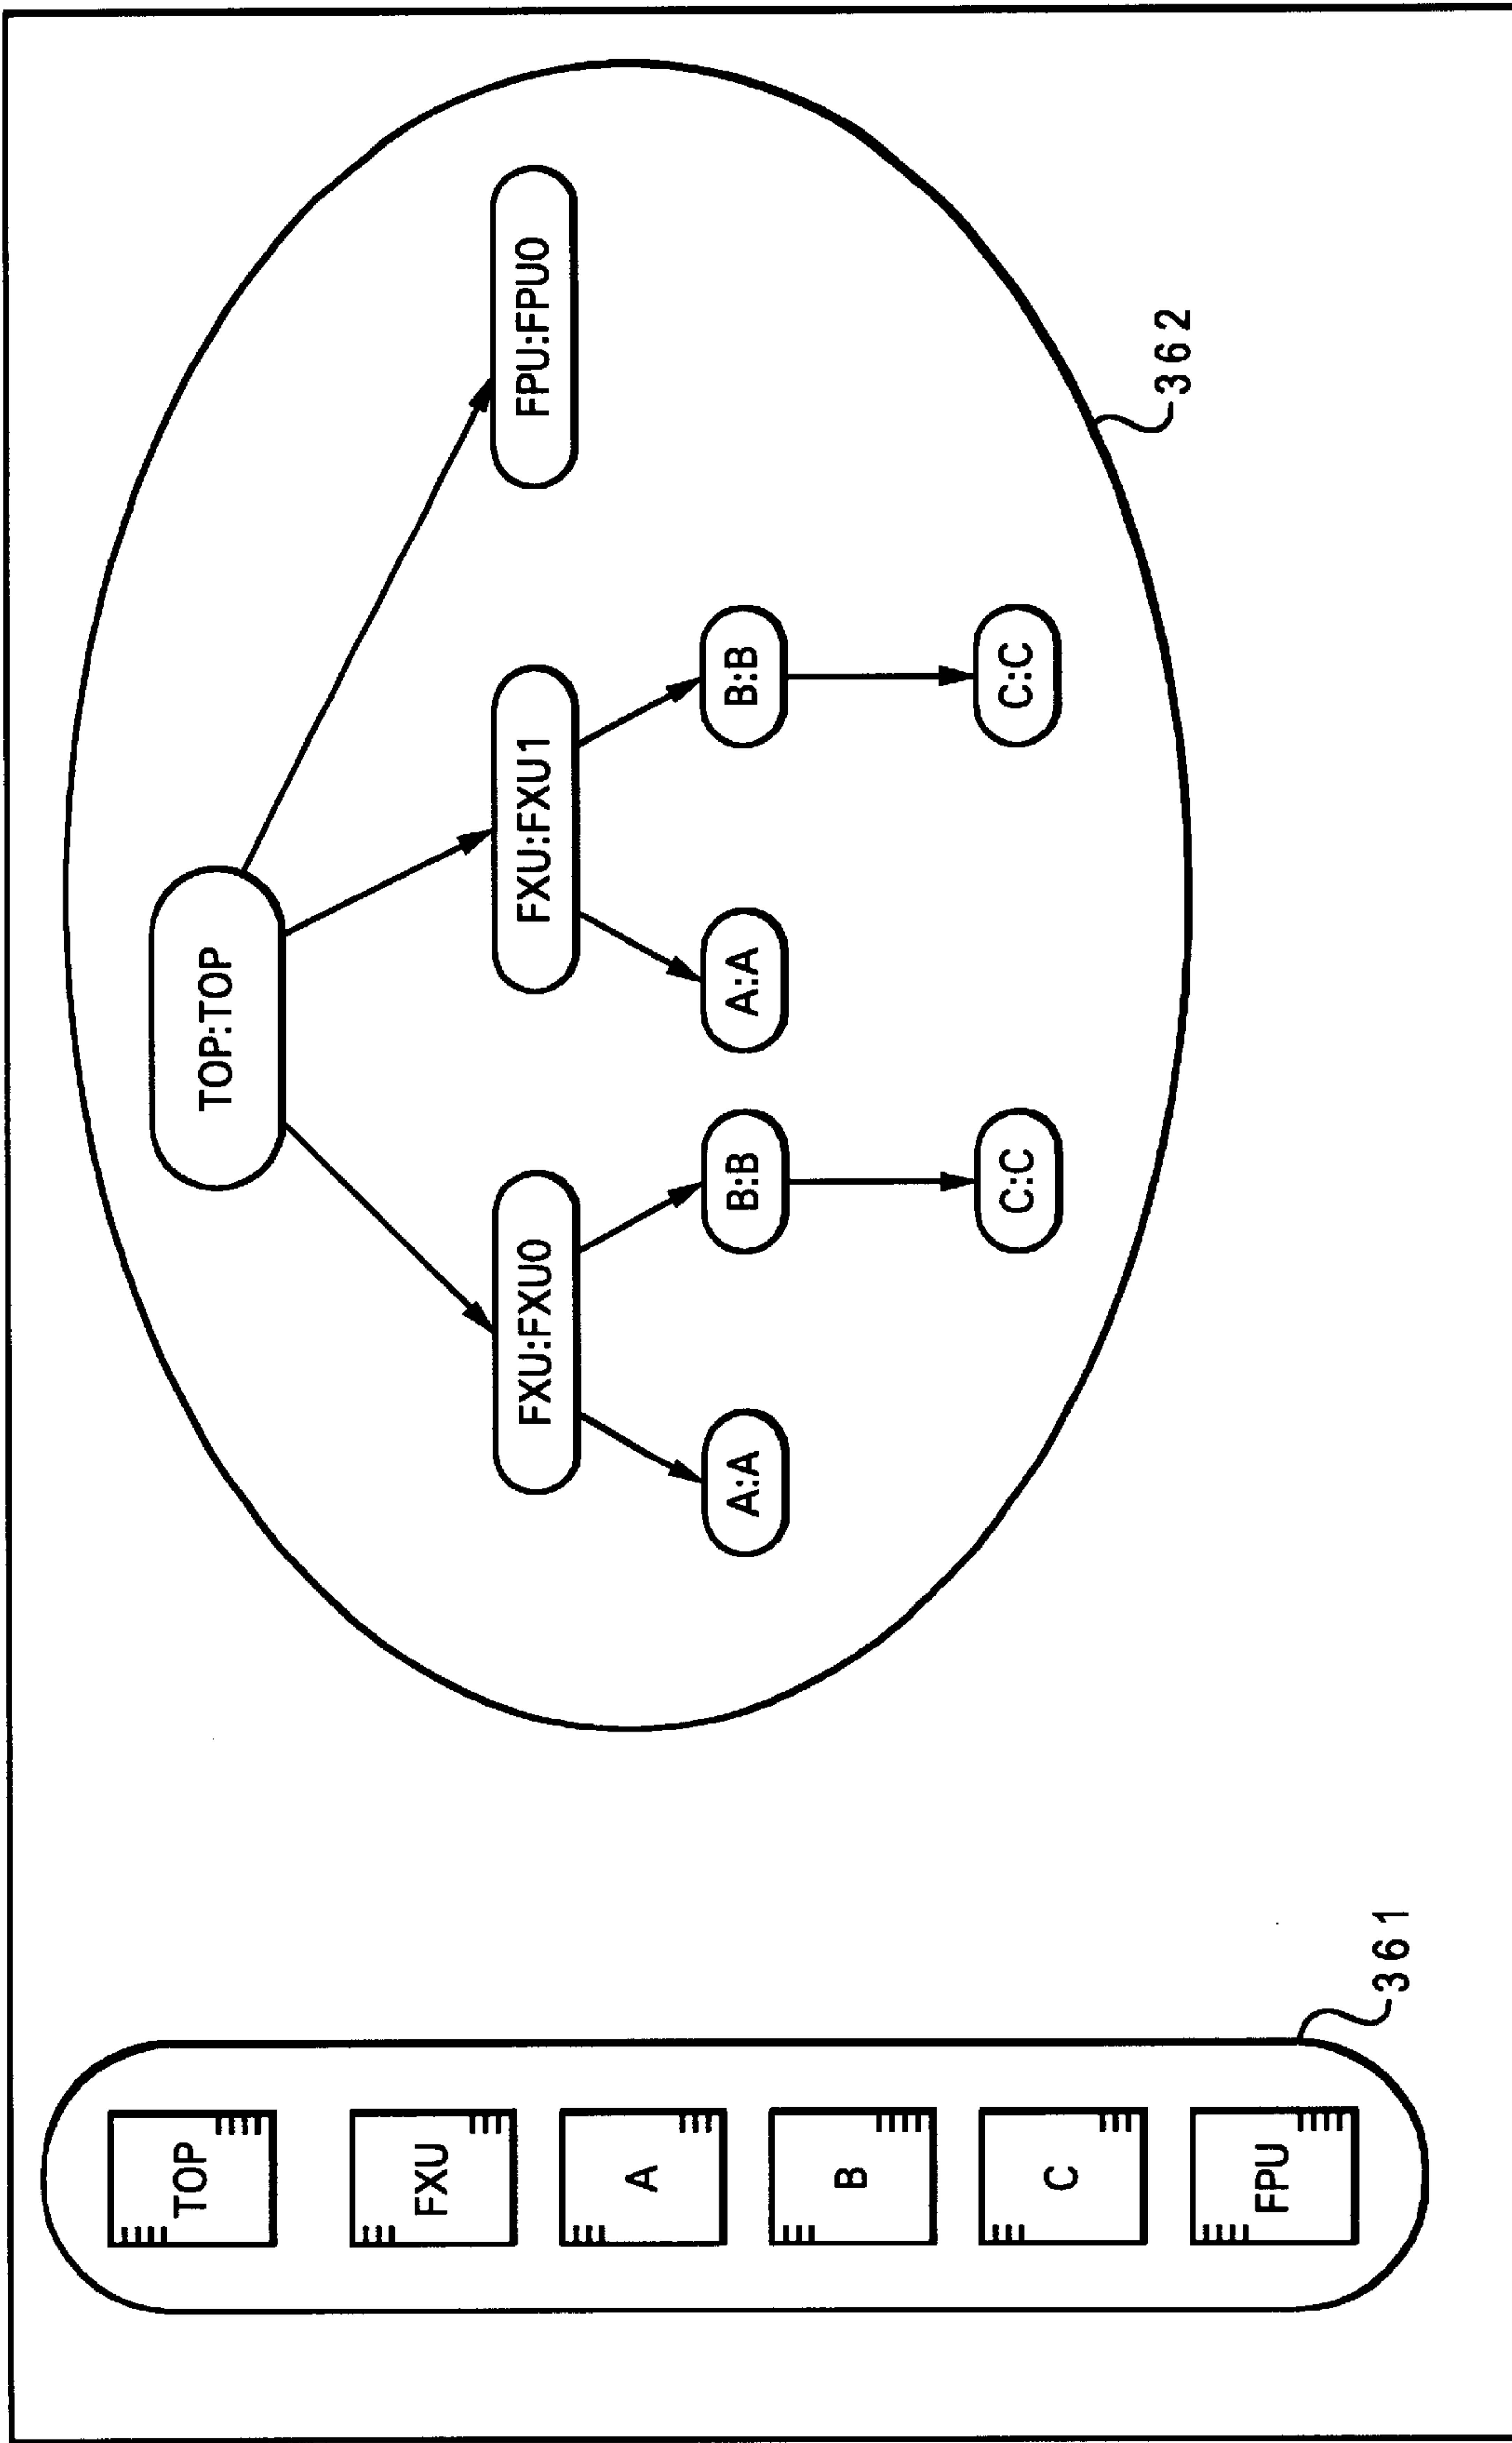 TOP
FXU
A
B
C
FPU
361
TOP:TOP
FXU:FXU0
FXU:FXU1
FPU:FPU0
A:A
B:B
A:A
B:B
C:C
C:C
362